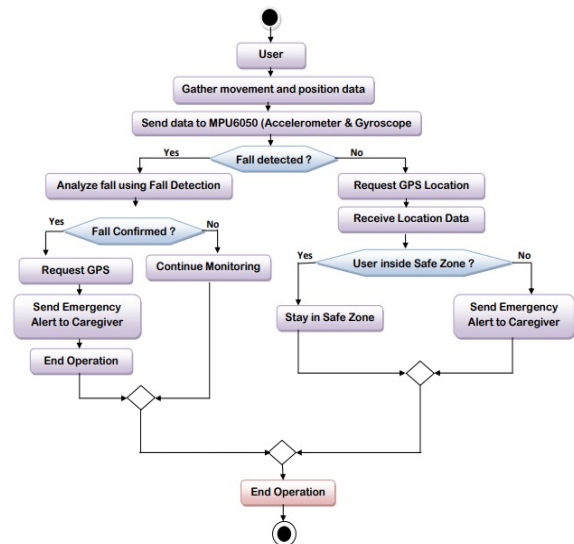 User
Gather movement and position data
Send data to MPU6050 (Accelerometer & Gyroscope
Yes
Fall detected ?
No
Analyze fall using Fall Detection
Request GPS Location
Receive Location Data
Yes
Fall Confirmed ?
No
Yes
User inside Safe Zone ?
No
Request GPS
Continue Monitoring
Send Emergency
Alert to Caregiver
Stay in Safe Zone
Send Emergency
Alert to Caregiver
End Operation
End Operation